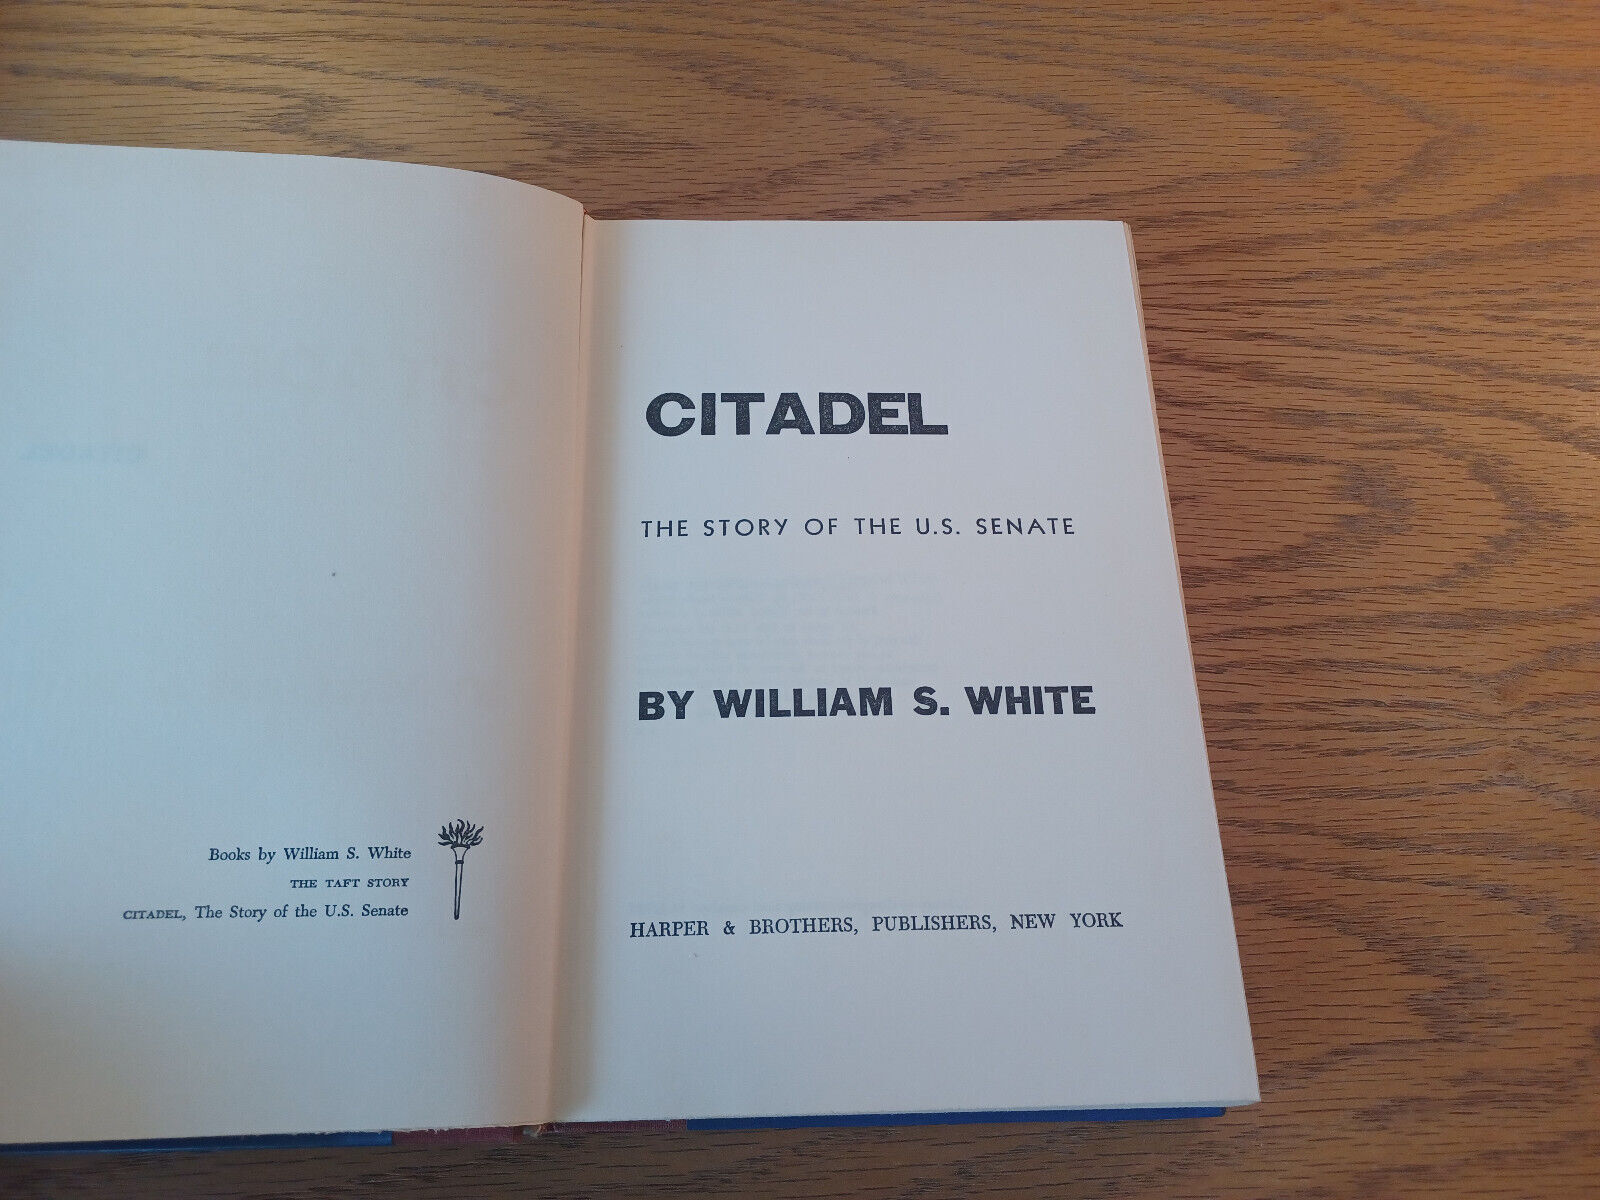 Books by William S. White
THE TAFT STORY
CITADEL, The Story of the U.S. Senate
CITADEL
THE STORY OF THE U.S. SENATE
BY WILLIAM S. WHITE
HARPER & BROTHERS, PUBLISHERS, NEW YORK